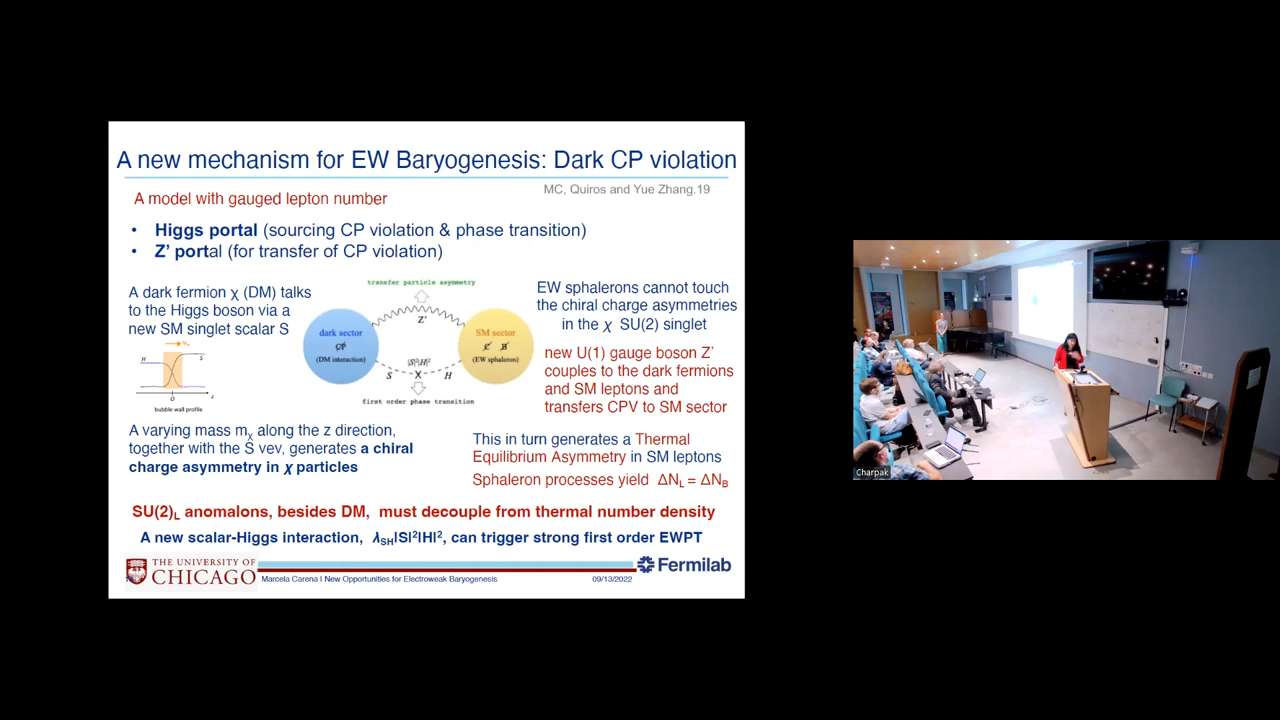 A new mechanism for EW Baryogenesis: Dark CP violation
MC, Quiros and Yue Zhang.19
A model with gauged lepton number
• Higgs portal (sourcing CP violation & phase transition)
• Z' portal (for transfer of CP violation)
A dark fermion χ (DM) talks
to the Higgs boson via a
new SM singlet scalar S
H
S
0
z
bubble wall profile
transfer particle asymmetry
Z'
dark sector
CP
(DM interaction)
SM sector
C B
(EW sphaleron)
|S|²|H|²
S
H
first order phase transition
EW sphalerons cannot touch
the chiral charge asymmetries
in the χ SU(2) singlet
new U(1) gauge boson Z'
couples to the dark fermions
and SM leptons and
transfers CPV to SM sector
A varying mass mχ along the z direction,
together with the S vev, generates a chiral
charge asymmetry in χ particles
This in turn generates a Thermal
Equilibrium Asymmetry in SM leptons
Sphaleron processes yield ΔN_L = ΔN_B
SU(2)_L anomalons, besides DM, must decouple from thermal number density
A new scalar-Higgs interaction, λ_SH|S|²|H|², can trigger strong first order EWPT
THE UNIVERSITY OF
CHICAGO
Marcela Carena | New Opportunities for Electroweak Baryogenesis
09/13/2022
Fermilab
Charpak